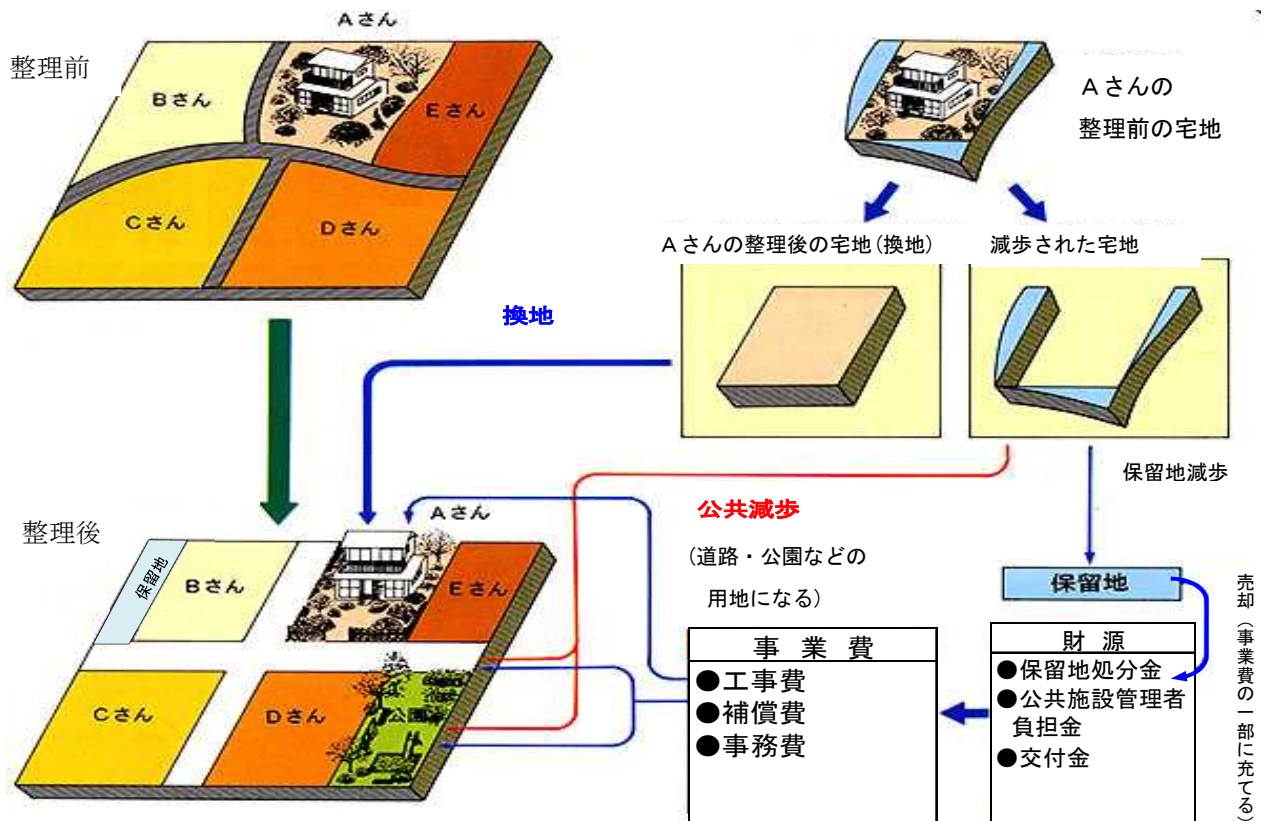 整理前
Aさん
Bさん
Eさん
Cさん
Dさん
Aさんの
整理前の宅地
Aさんの整理後の宅地(換地)
減歩された宅地
換地
保留地減歩
公共減歩
(道路・公園などの
用地になる)
保留地
売却(事業費の一部に充てる)
整理後
Aさん
保留地
Bさん
Eさん
Cさん
Dさん
公園
事業費
●工事費
●補償費
●事務費
財源
●保留地処分金
●公共施設管理者
負担金
●交付金